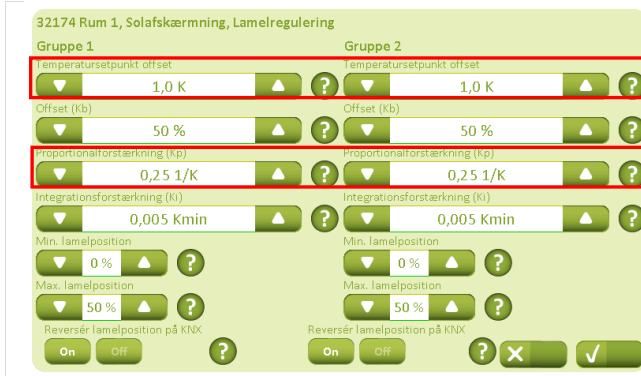 32174 Rum 1, Solafskærmning, Lamelregulering
Gruppe 1 Gruppe 2
Temperatursetpunkt offset Temperatursetpunkt offset
1,0 K ? 1,0 K ?
Offset (Kb) Offset (Kb)
50 % ? 50 % ?
Proportionalforstærkning (Kp) Proportionalforstærkning (Kp)
0,25 1/K ? 0,25 1/K ?
Integrationsforstærkning (Ki) Integrationsforstærkning (Ki)
0,005 Kmin ? 0,005 Kmin ?
Min. lamelposition Min. lamelposition
0 % ? 0 % ?
Max. lamelposition Max. lamelposition
50 % ? 50 % ?
Reversér lamelposition på KNX Reversér lamelposition på KNX
On Off ? On Off ?